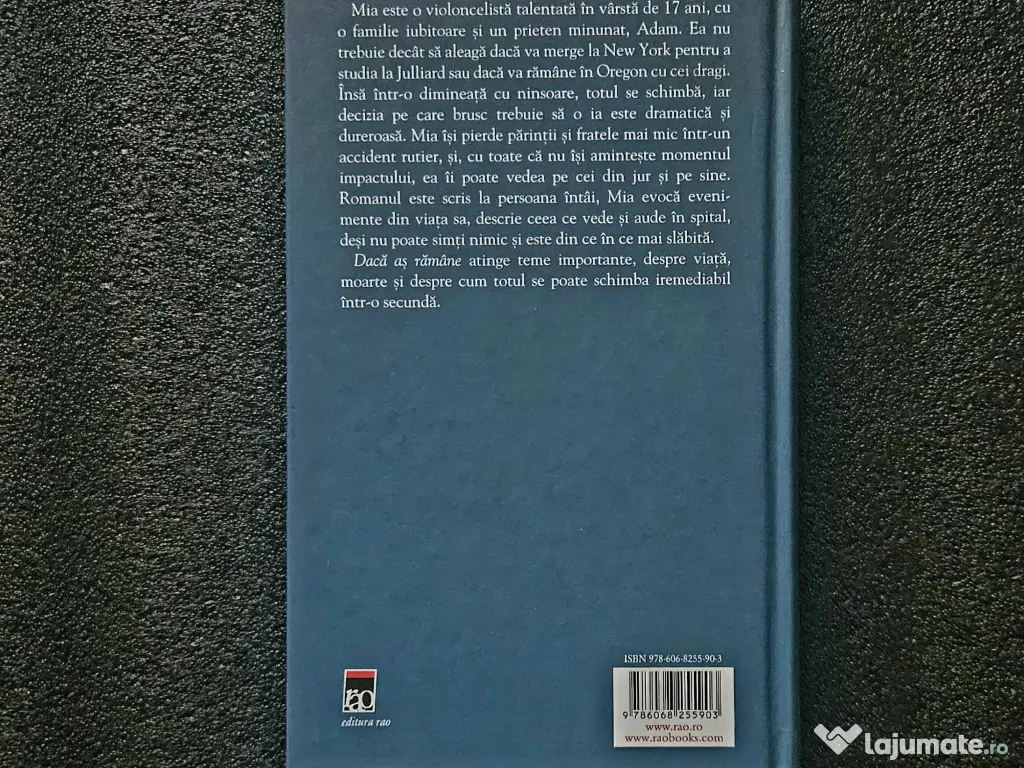 Mia este o violoncelistă talentată în vârstă de 17 ani, cu
o familie iubitoare și un prieten minunat, Adam. Ea nu
trebuie decât să aleagă dacă va merge la New York pentru a
studia la Julliard sau dacă va rămâne în Oregon cu cei dragi.
Însă într-o dimineață cu ninsoare, totul se schimbă, iar
decizia pe care brusc trebuie să o ia este dramatică și
dureroasă. Mia își pierde părinții și fratele mai mic într-un
accident rutier, și, cu toate că nu își amintește momentul
impactului, ea îi poate vedea pe cei din jur și pe sine.
Romanul este scris la persoana întâi, Mia evocă eveni-
mente din viața sa, descrie ceea ce vede și aude în spital,
deși nu poate simți nimic și este din ce în ce mai slăbită.
Dacă aș rămâne atinge teme importante, despre viață,
moarte și despre cum totul se poate schimba iremediabil
într-o secundă.
ISBN 978-606-8255-90-3
9 786068 255903
www.rao.ro
www.raobooks.com
rao
editura rao
lajumate.ro